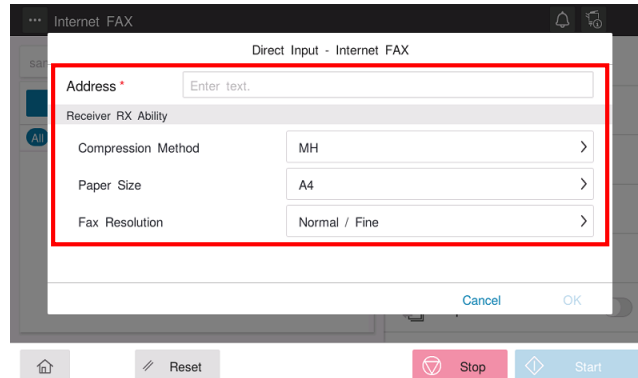 Internet FAX
Direct Input - Internet FAX
Address *
Enter text.
Receiver RX Ability
All
Compression Method
MH
Paper Size
A4
Fax Resolution
Normal / Fine
Cancel
OK
Reset
Stop
Start